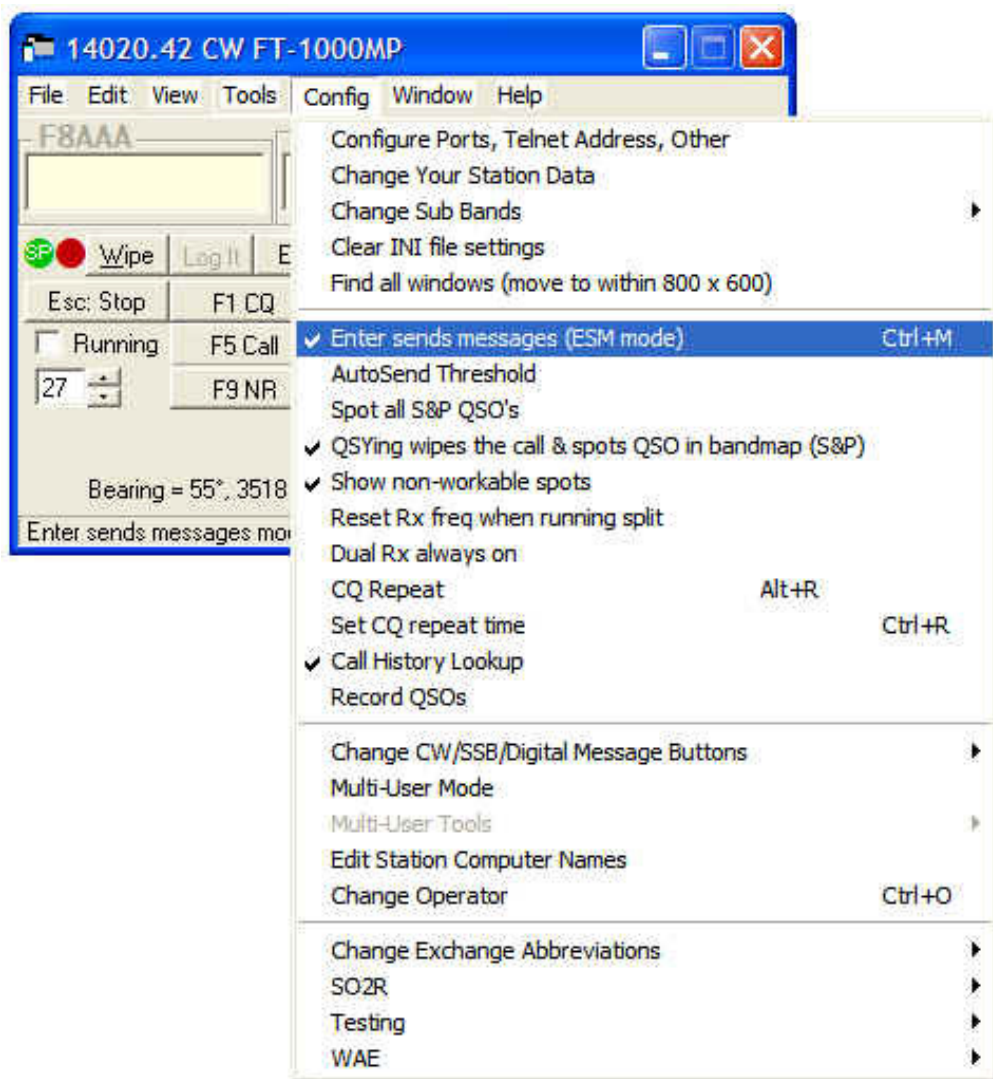 14020.42 CW FT-1000MP
File Edit View Tools Config Window Help
F8AAA
SP Wipe Log It E
Esc: Stop F1 CQ
Running F5 Call
27 F9 NR
Bearing = 55°, 3518
Enter sends messages mo
Configure Ports, Telnet Address, Other
Change Your Station Data
Change Sub Bands
Clear INI file settings
Find all windows (move to within 800 x 600)
Enter sends messages (ESM mode) Ctrl+M
AutoSend Threshold
Spot all S&P QSO's
QSYing wipes the call & spots QSO in bandmap (S&P)
Show non-workable spots
Reset Rx freq when running split
Dual Rx always on
CQ Repeat Alt+R
Set CQ repeat time Ctrl+R
Call History Lookup
Record QSOs
Change CW/SSB/Digital Message Buttons
Multi-User Mode
Multi-User Tools
Edit Station Computer Names
Change Operator Ctrl+O
Change Exchange Abbreviations
SO2R
Testing
WAE